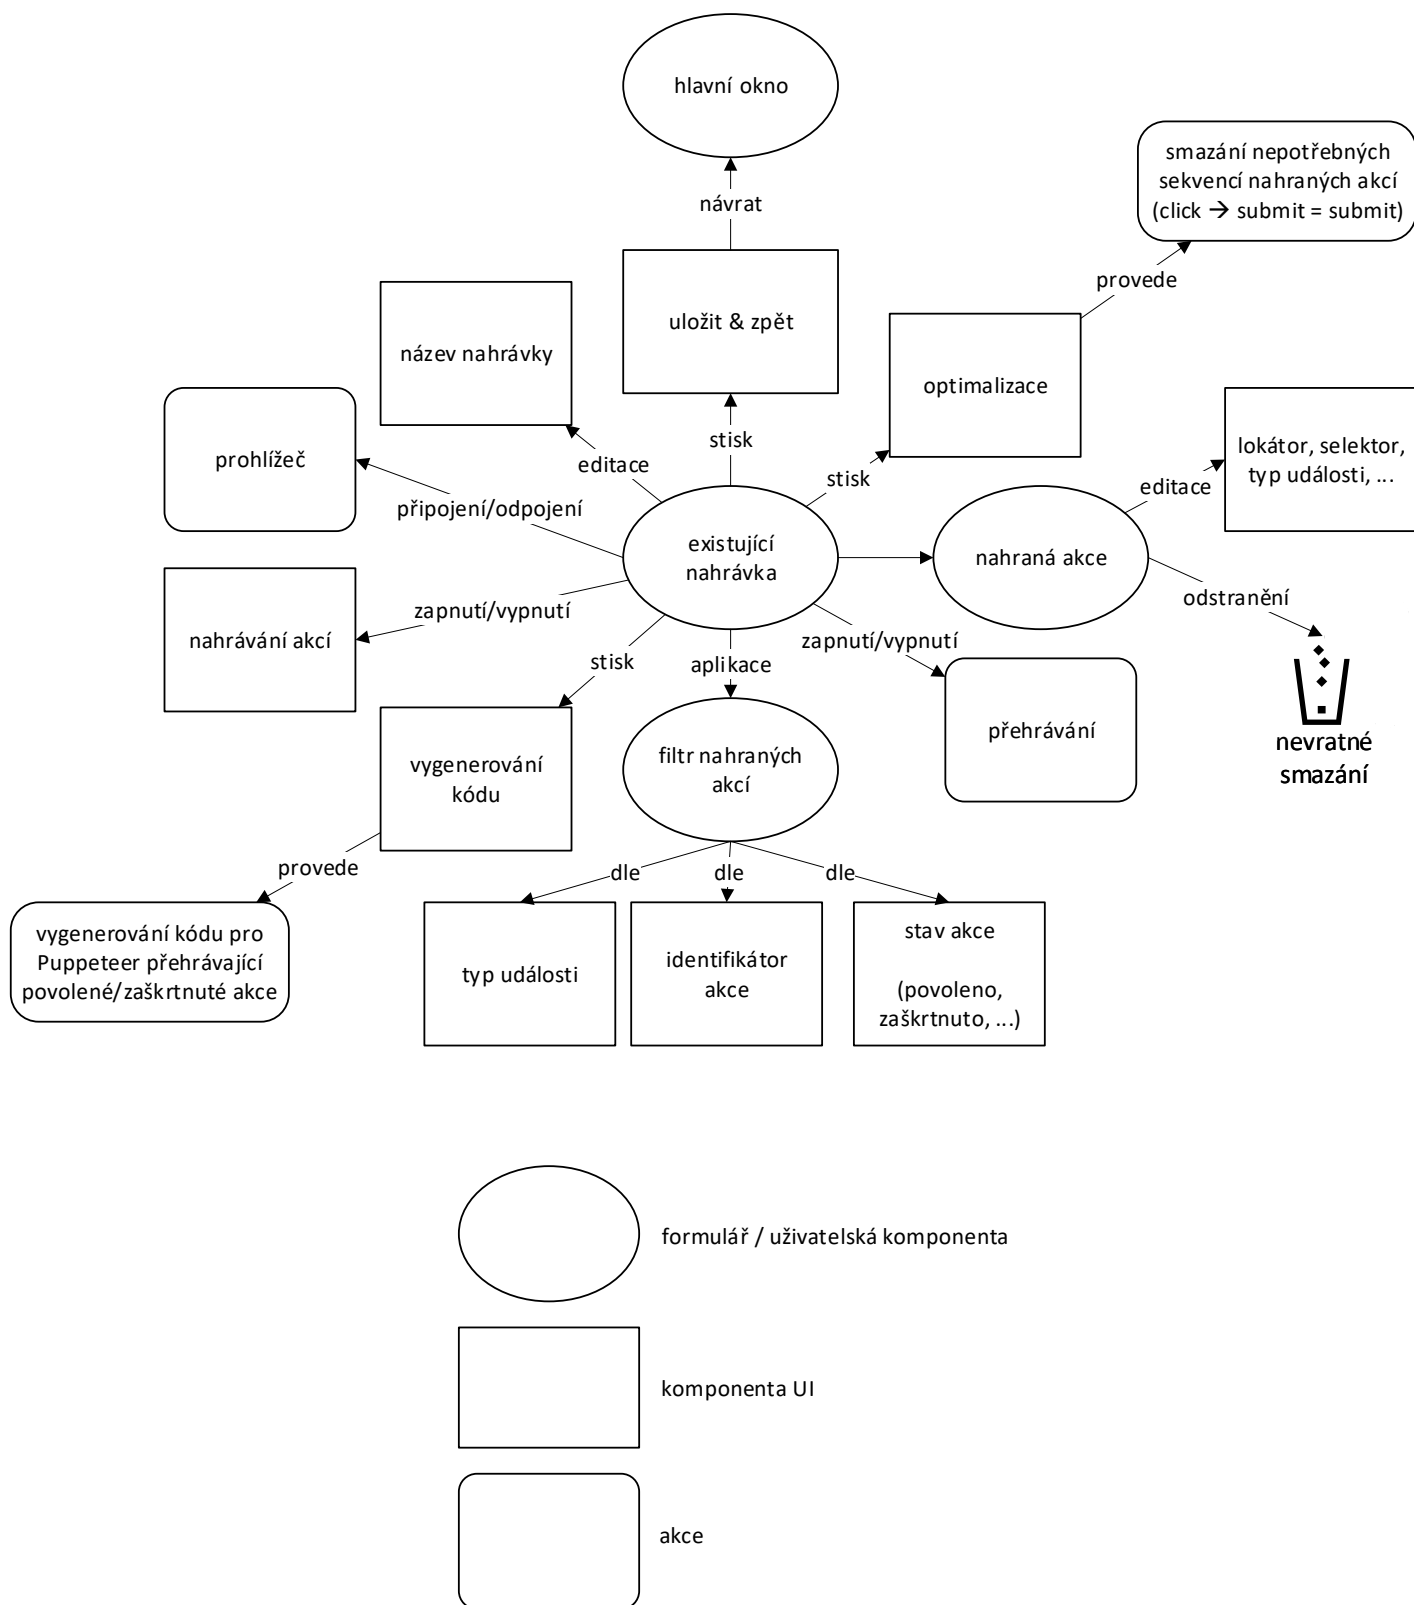 hlavní okno
smazání nepotřebných
sekvencí nahraných akcí
(click → submit = submit)
návrat
provede
uložit & zpět
název nahrávky
optimalizace
prohlížeč
lokátor, selektor,
typ události, ...
stisk
editace
stisk
editace
připojení/odpojení
existující
nahrávka
nahraná akce
odstranění
zapnutí/vypnutí
nahrávání akcí
zapnutí/vypnutí
stisk
aplikace
přehrávání
nevratné
smazání
filtr nahraných
akcí
vygenerování
kódu
provede
dle
dle
dle
vygenerování kódu pro
Puppeteer přehrávající
povolené/zaškrtnuté akce
typ události
identifikátor
akce
stav akce
(povoleno,
zaškrtnuto, ...)
formulář / uživatelská komponenta
komponenta UI
akce